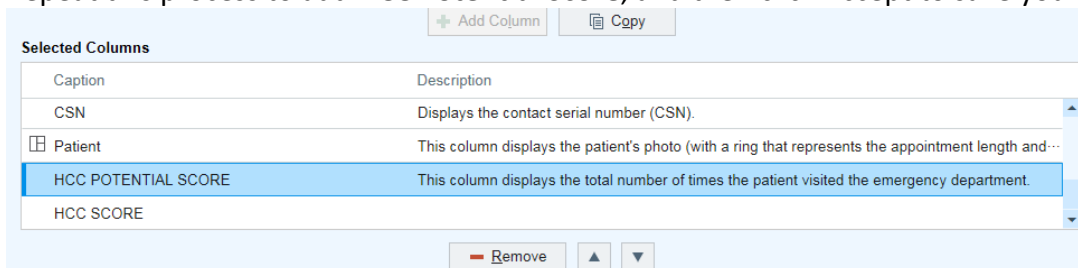 Add Column Copy
Selected Columns
Caption Description
CSN Displays the contact serial number (CSN).
Patient This column displays the patient's photo (with a ring that represents the appointment length and···
HCC POTENTIAL SCORE This column displays the total number of times the patient visited the emergency department.
HCC SCORE
Remove